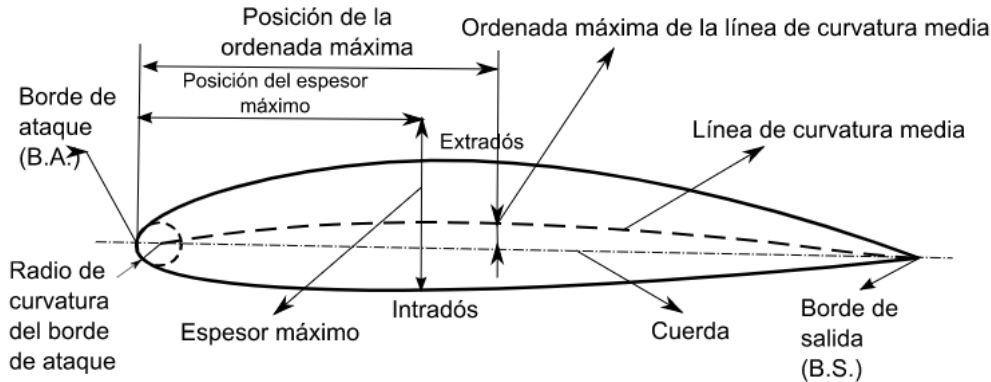 Posición de la
ordenada máxima
Ordenada máxima de la línea de curvatura media
Posición del espesor
máximo
Borde de
ataque
(B.A.)
Extradós
Línea de curvatura media
Radio de
curvatura
del borde
de ataque
Intradós
Espesor máximo
Cuerda
Borde de
salida
(B.S.)